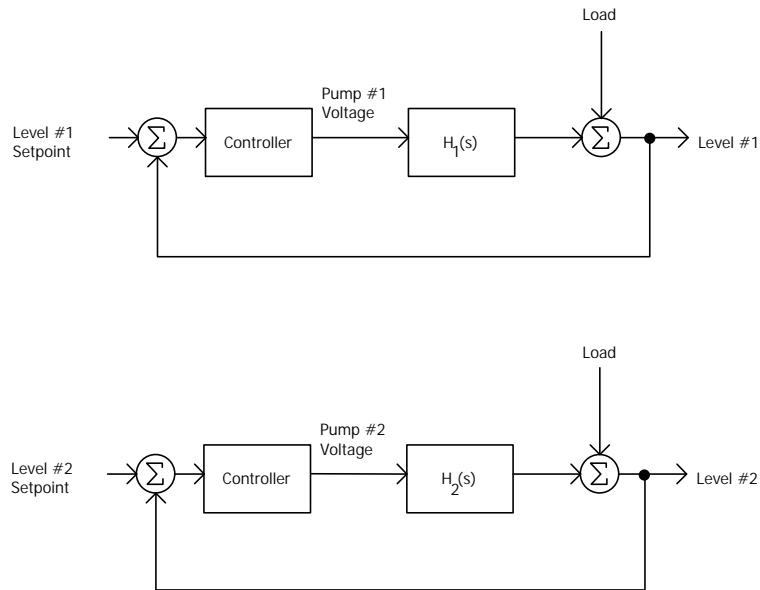 Load
Pump #1
Voltage
Level #1
Setpoint
Σ
Controller
H1(s)
Σ
Level #1
Load
Pump #2
Voltage
Level #2
Setpoint
Σ
Controller
H2(s)
Σ
Level #2